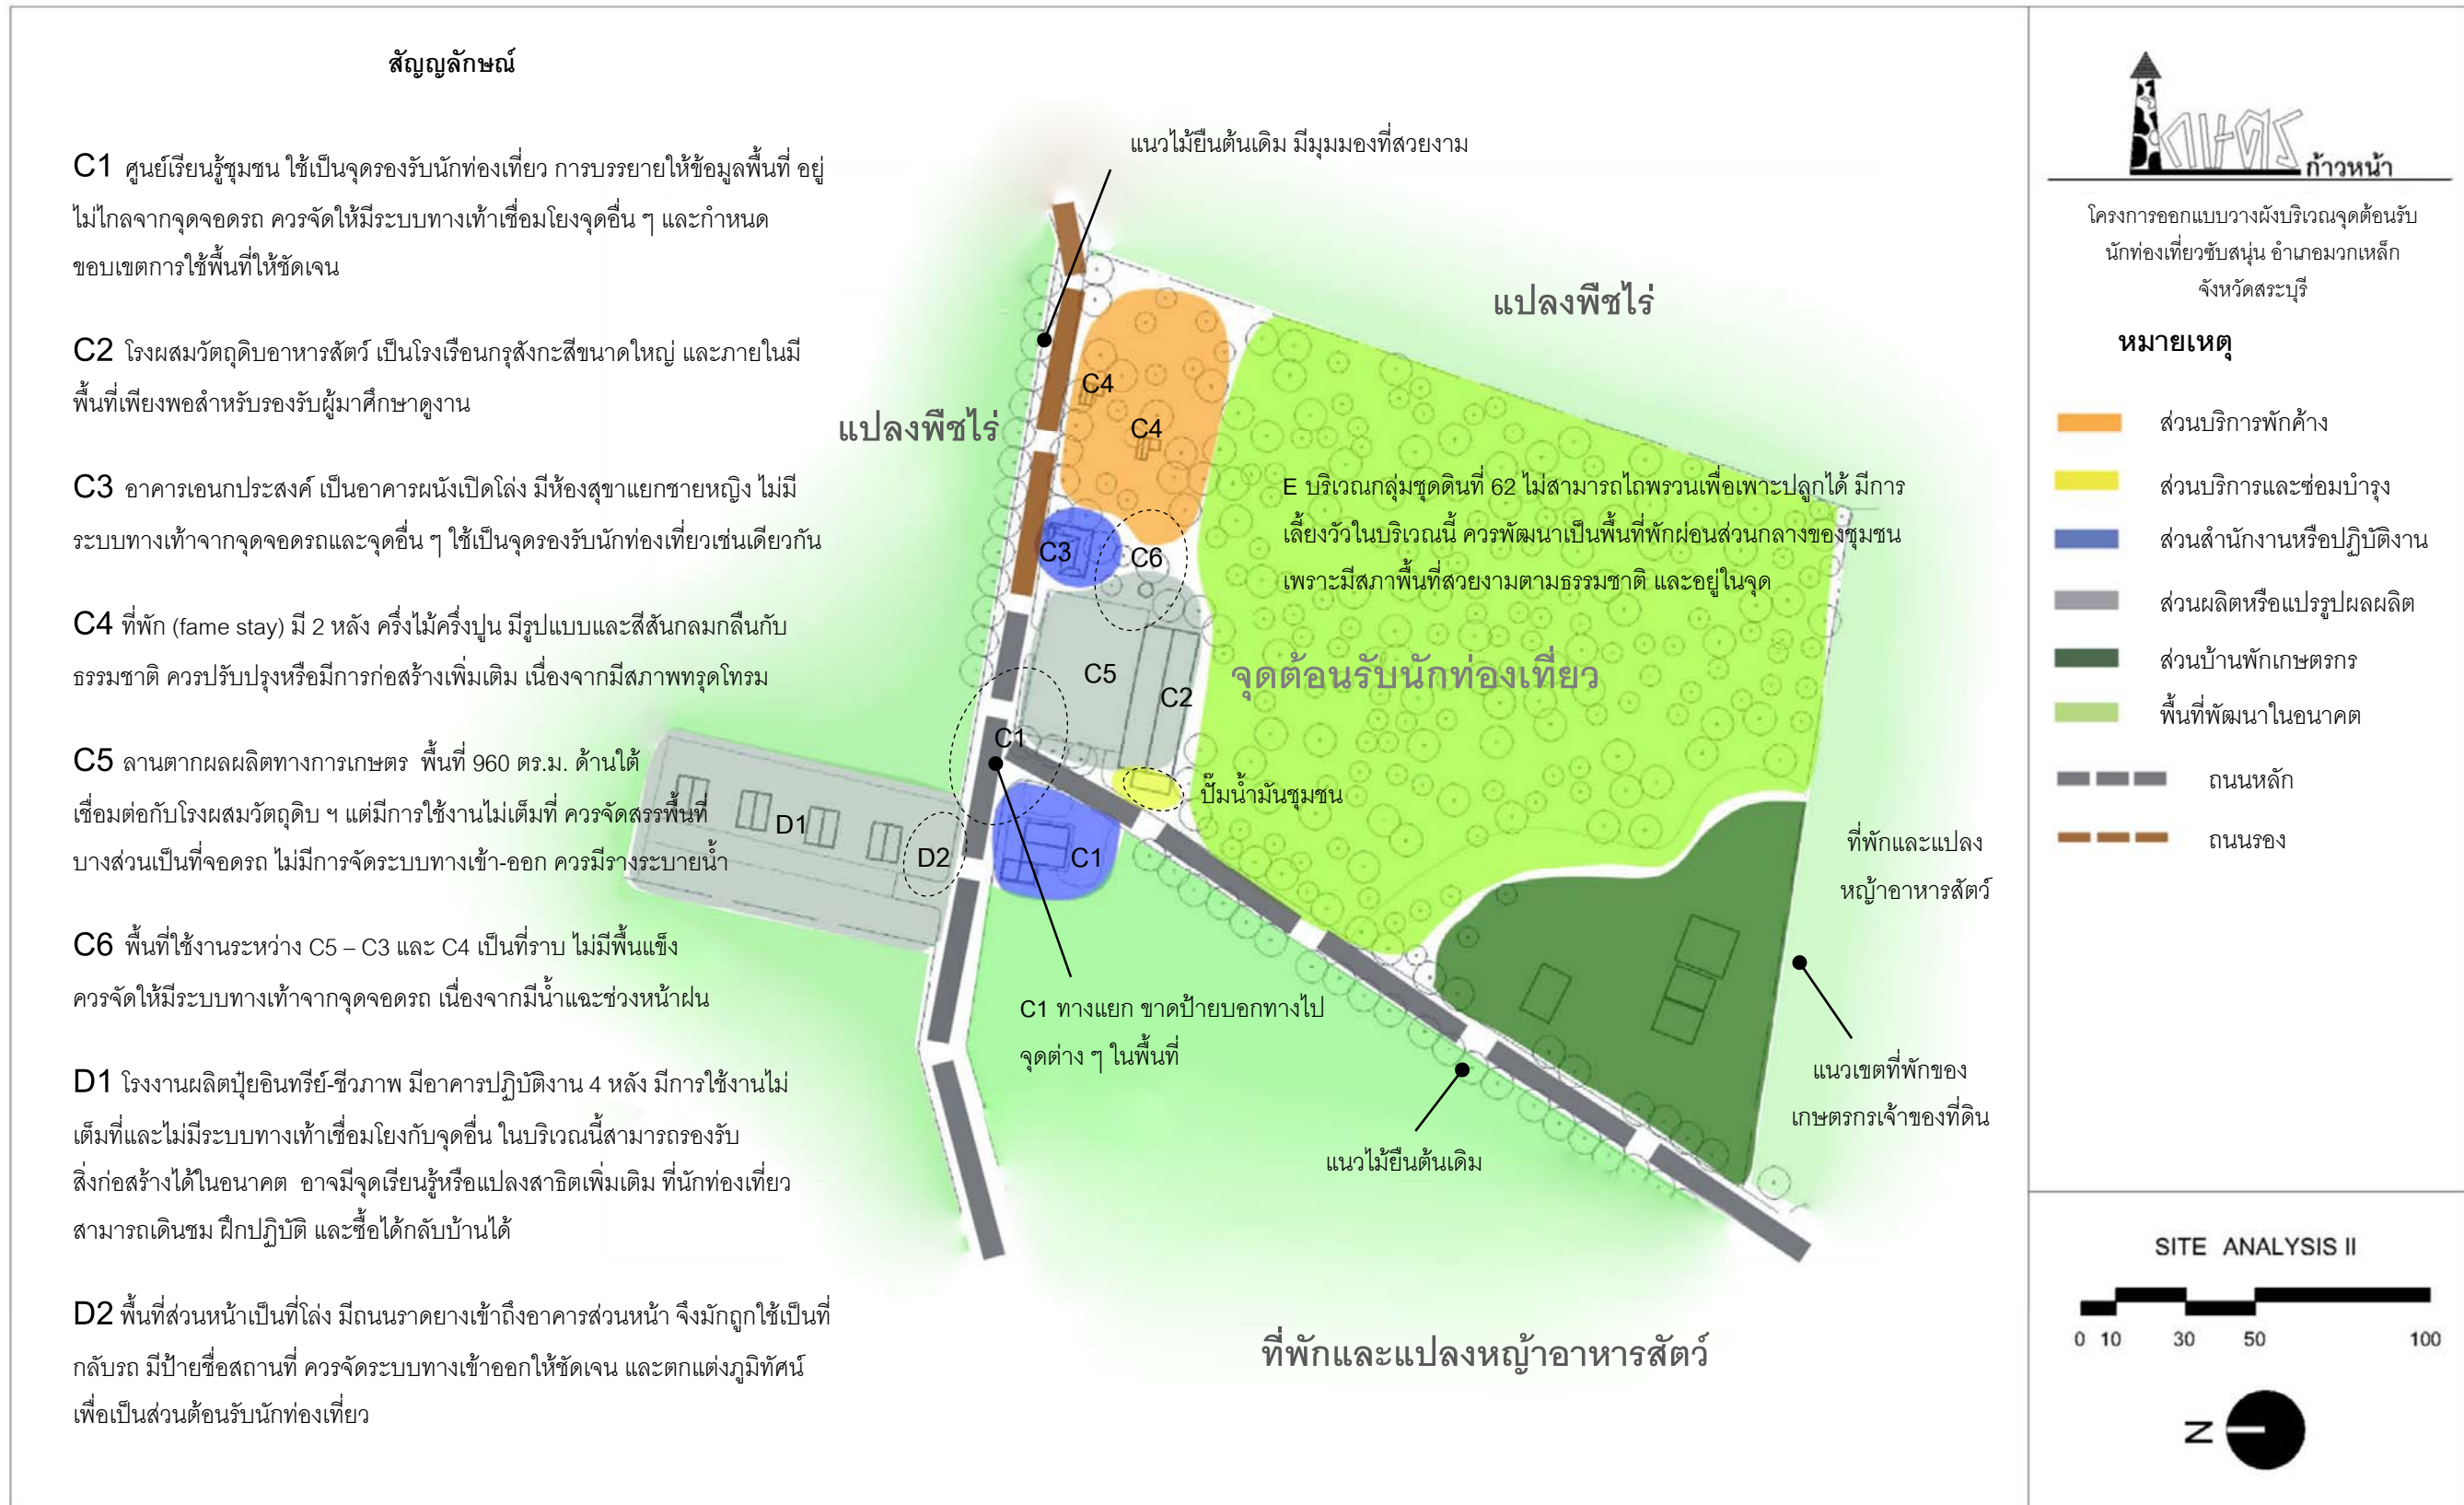 สัญญลักษณ์
C1 ศูนย์เรียนรู้ชุมชน ใช้เป็นจุดรองรับนักท่องเที่ยว การบรรยายให้ข้อมูลพื้นที่ อยู่
ไม่ไกลจากจุดจอดรถ ควรจัดให้มีระบบทางเท้าเชื่อมโยงจุดอื่น ๆ และกำหนด
ขอบเขตการใช้พื้นที่ให้ชัดเจน
C2 โรงผสมวัตถุดิบอาหารสัตว์ เป็นโรงเรือนกรุสังกะสีขนาดใหญ่ และภายในมี
พื้นที่เพียงพอสำหรับรองรับผู้มาศึกษาดูงาน
C3 อาคารเอนกประสงค์ เป็นอาคารผนังเปิดโล่ง มีห้องสุขาแยกชายหญิง ไม่มี
ระบบทางเท้าจากจุดจอดรถและจุดอื่น ๆ ใช้เป็นจุดรองรับนักท่องเที่ยวเช่นเดียวกัน
C4 ที่พัก (fame stay) มี 2 หลัง ครึ่งไม้ครึ่งปูน มีรูปแบบและสีสันกลมกลืนกับ
ธรรมชาติ ควรปรับปรุงหรือมีการก่อสร้างเพิ่มเติม เนื่องจากมีสภาพทรุดโทรม
C5 ลานตากผลผลิตทางการเกษตร พื้นที่ 960 ตร.ม. ด้านใต้
เชื่อมต่อกับโรงผสมวัตถุดิบ ฯ แต่มีการใช้งานไม่เต็มที่ ควรจัดสรรพื้นที่
บางส่วนเป็นที่จอดรถ ไม่มีการจัดระบบทางเข้า-ออก ควรมีรางระบายน้ำ
C6 พื้นที่ใช้งานระหว่าง C5 – C3 และ C4 เป็นที่ราบ ไม่มีพื้นแข็ง
ควรจัดให้มีระบบทางเท้าจากจุดจอดรถ เนื่องจากมีน้ำแฉะช่วงหน้าฝน
D1 โรงงานผลิตปุ๋ยอินทรีย์-ชีวภาพ มีอาคารปฏิบัติงาน 4 หลัง มีการใช้งานไม่
เต็มที่และไม่มีระบบทางเท้าเชื่อมโยงกับจุดอื่น ในบริเวณนี้สามารถรองรับ
สิ่งก่อสร้างได้ในอนาคต อาจมีจุดเรียนรู้หรือแปลงสาธิตเพิ่มเติม ที่นักท่องเที่ยว
สามารถเดินชม ฝึกปฏิบัติ และซื้อได้กลับบ้านได้
D2 พื้นที่ส่วนหน้าเป็นที่โล่ง มีถนนราดยางเข้าถึงอาคารส่วนหน้า จึงมักถูกใช้เป็นที่
กลับรถ มีป้ายชื่อสถานที่ ควรจัดระบบทางเข้าออกให้ชัดเจน และตกแต่งภูมิทัศน์
เพื่อเป็นส่วนต้อนรับนักท่องเที่ยว
แนวไม้ยืนต้นเดิม มีมุมมองที่สวยงาม
แปลงพืชไร่
แปลงพืชไร่
C4
C4
C3
C6
E บริเวณกลุ่มชุดดินที่ 62 ไม่สามารถไถพรวนเพื่อเพาะปลูกได้ มีการ
เลี้ยงวัวในบริเวณนี้ ควรพัฒนาเป็นพื้นที่พักผ่อนส่วนกลางของชุมชน
เพราะมีสภาพื้นที่สวยงามตามธรรมชาติ และอยู่ในจุด
จุดต้อนรับนักท่องเที่ยว
C5
C2
C1
ปั๊มน้ำมันชุมชน
D1
D2
C1
ที่พักและแปลง
หญ้าอาหารสัตว์
C1 ทางแยก ขาดป้ายบอกทางไป
จุดต่าง ๆ ในพื้นที่
แนวเขตที่พักของ
เกษตรกรเจ้าของที่ดิน
แนวไม้ยืนต้นเดิม
ที่พักและแปลงหญ้าอาหารสัตว์
เกษตร
ก้าวหน้า
โครงการออกแบบวางผังบริเวณจุดต้อนรับ
นักท่องเที่ยวซับสนุ่น อำเภอมวกเหล็ก
จังหวัดสระบุรี
หมายเหตุ
ส่วนบริการพักค้าง
ส่วนบริการและซ่อมบำรุง
ส่วนสำนักงานหรือปฏิบัติงาน
ส่วนผลิตหรือแปรรูปผลผลิต
ส่วนบ้านพักเกษตรกร
พื้นที่พัฒนาในอนาคต
ถนนหลัก
ถนนรอง
SITE ANALYSIS II
0 10 30 50 100
N